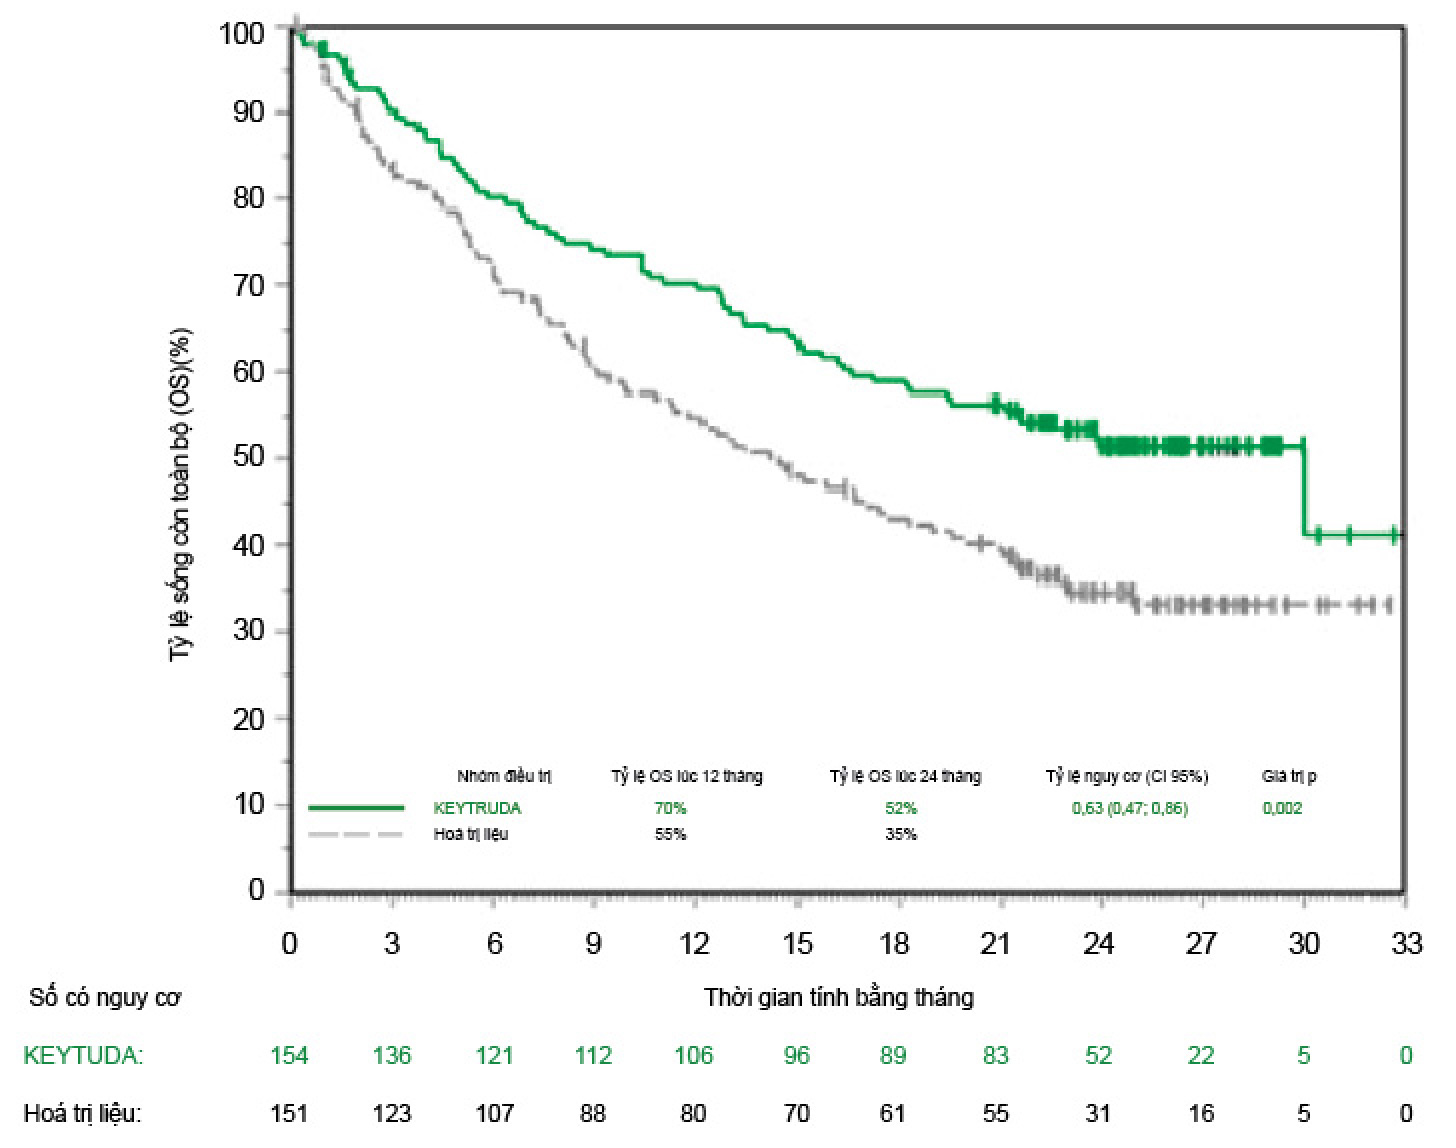 Tỷ lệ sống còn toàn bộ (OS)(%)
100
90
80
70
60
50
40
30
20
10
0
Nhóm điều trị Tỷ lệ OS lúc 12 tháng Tỷ lệ OS lúc 24 tháng Tỷ lệ nguy cơ (CI 95%) Giá trị p
KEYTRUDA 70% 52% 0,63 (0,47; 0,86) 0,002
Hoá trị liệu 55% 35%
0 3 6 9 12 15 18 21 24 27 30 33
Số có nguy cơ Thời gian tính bằng tháng
KEYTUDA: 154 136 121 112 106 96 89 83 52 22 5 0
Hoá trị liệu: 151 123 107 88 80 70 61 55 31 16 5 0